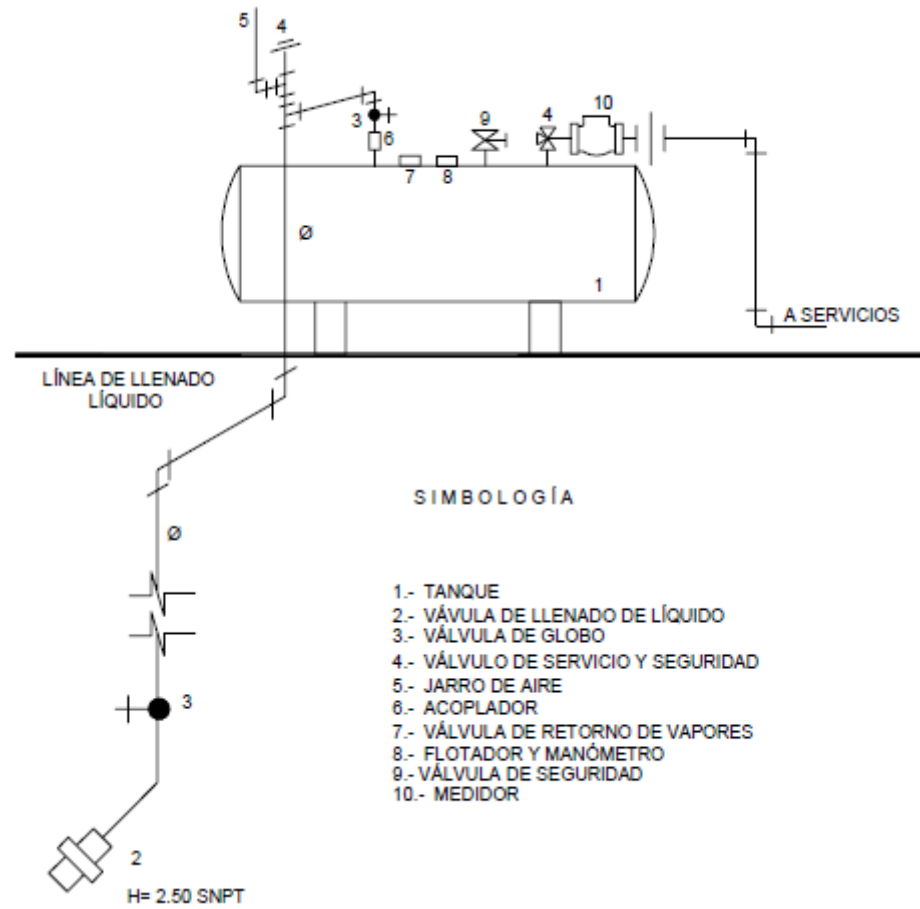 5
4
3
6
7
8
9
4
10
Ø
1
A SERVICIOS
LÍNEA DE LLENADO
LÍQUIDO
SIMBOLOGÍA
Ø
1.- TANQUE
2.- VÁVULA DE LLENADO DE LÍQUIDO
3.- VÁLVULA DE GLOBO
4.- VÁLVULO DE SERVICIO Y SEGURIDAD
5.- JARRO DE AIRE
6.- ACOPLADOR
7.- VÁLVULA DE RETORNO DE VAPORES
8.- FLOTADOR Y MANÓMETRO
9.- VÁLVULA DE SEGURIDAD
10.- MEDIDOR
3
2
H= 2.50 SNPT